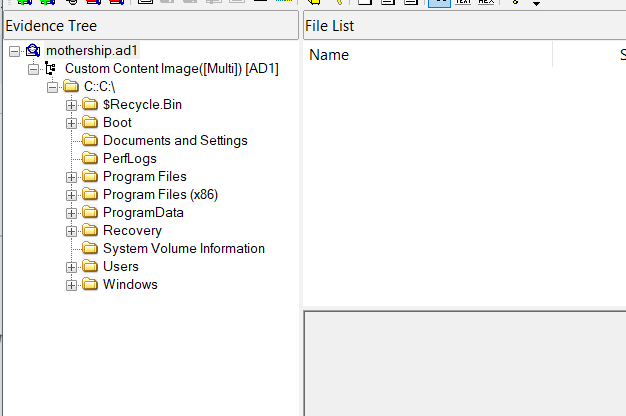 TEXT HEX
Evidence Tree
File List
mothership.ad1
Name
S
Custom Content Image([Multi]) [AD1]
C::C:\
$Recycle.Bin
Boot
Documents and Settings
PerfLogs
Program Files
Program Files (x86)
ProgramData
Recovery
System Volume Information
Users
Windows